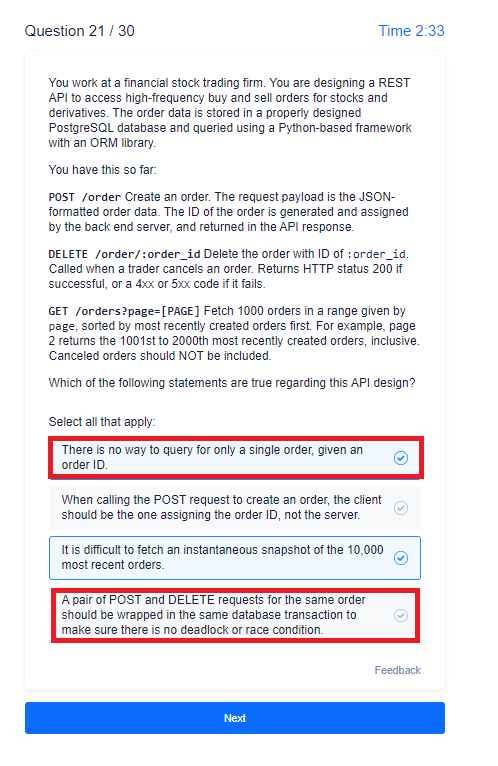 Question 21 / 30
Time 2:33
You work at a financial stock trading firm. You are designing a REST
API to access high-frequency buy and sell orders for stocks and
derivatives. The order data is stored in a properly designed
PostgreSQL database and queried using a Python-based framework
with an ORM library.
You have this so far:
POST /order Create an order. The request payload is the JSON-
formatted order data. The ID of the order is generated and assigned
by the back end server, and returned in the API response.
DELETE /order/:order_id Delete the order with ID of :order_id.
Called when a trader cancels an order. Returns HTTP status 200 if
successful, or a 4xx or 5xx code if it fails.
GET /orders?page=[PAGE] Fetch 1000 orders in a range given by
page, sorted by most recently created orders first. For example, page
2 returns the 1001st to 2000th most recently created orders, inclusive.
Canceled orders should NOT be included.
Which of the following statements are true regarding this API design?
Select all that apply:
There is no way to query for only a single order, given an
order ID.
When calling the POST request to create an order, the client
should be the one assigning the order ID, not the server.
It is difficult to fetch an instantaneous snapshot of the 10,000
most recent orders.
A pair of POST and DELETE requests for the same order
should be wrapped in the same database transaction to
make sure there is no deadlock or race condition.
Feedback
Next